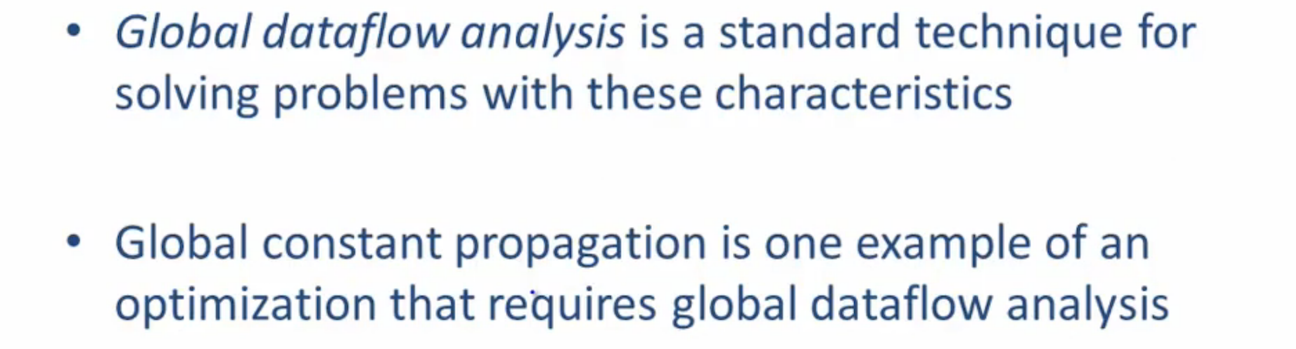 • Global dataflow analysis is a standard technique for
solving problems with these characteristics
• Global constant propagation is one example of an
optimization that requires global dataflow analysis